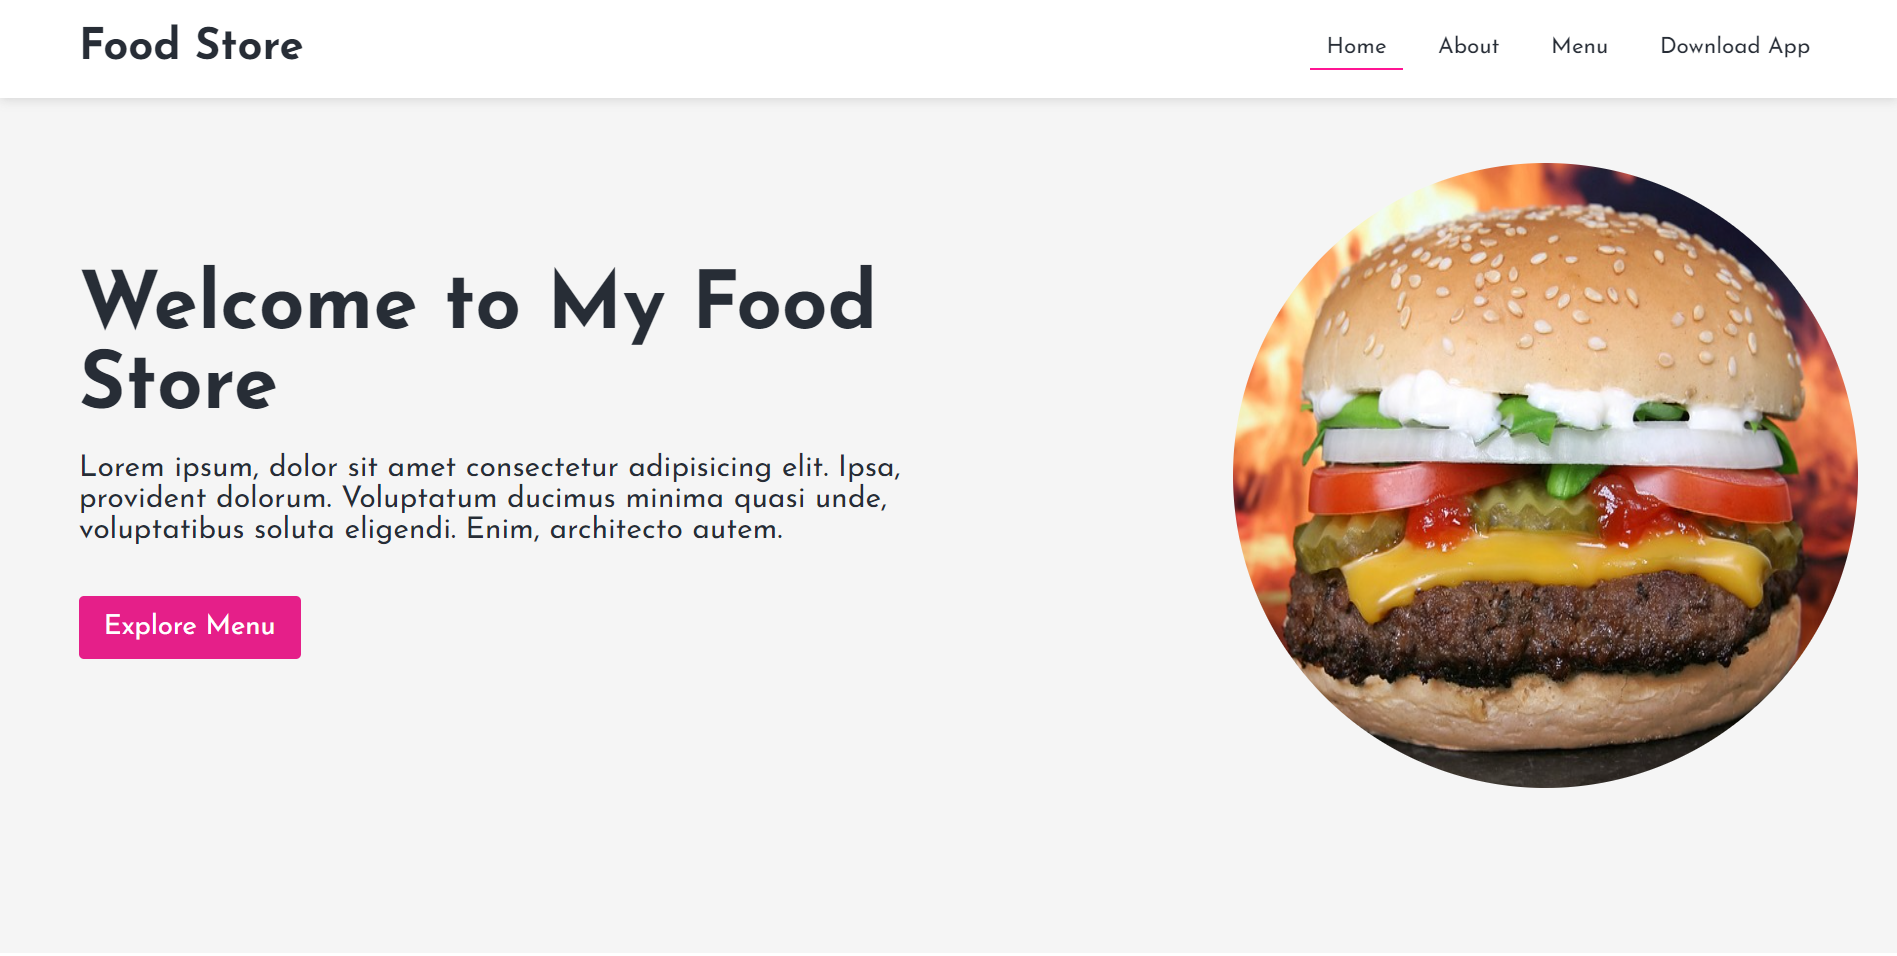 Food Store
Home About Menu Download App
Welcome to My Food
Store
Lorem ipsum, dolor sit amet consectetur adipisicing elit. Ipsa,
provident dolorum. Voluptatum ducimus minima quasi unde,
voluptatibus soluta eligendi. Enim, architecto autem.
Explore Menu